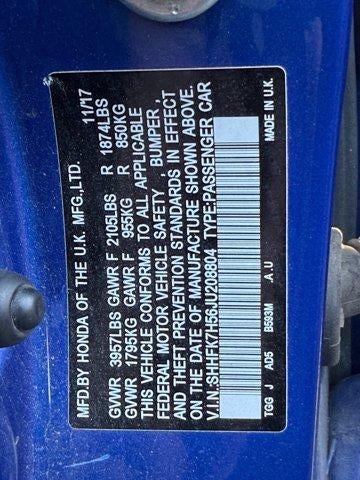 MFD.BY HONDA OF THE U.K. MFG.,LTD. 11/17
GVWR 3957LBS GAWR F 2105LBS R 1874LBS
GVWR 1795KG GAWR F 955KG R 850KG
THIS VEHICLE CONFORMS TO ALL APPLICABLE
FEDERAL MOTOR VEHICLE SAFETY , BUMPER ,
AND THEFT PREVENTION STANDARDS IN EFFECT
ON THE DATE OF MANUFACTURE SHOWN ABOVE.
V.I.N.:SHHFK7H56JU208804 TYPE:PASSENGER CAR
TGG J AD5 B593M .A .U MADE IN U.K.